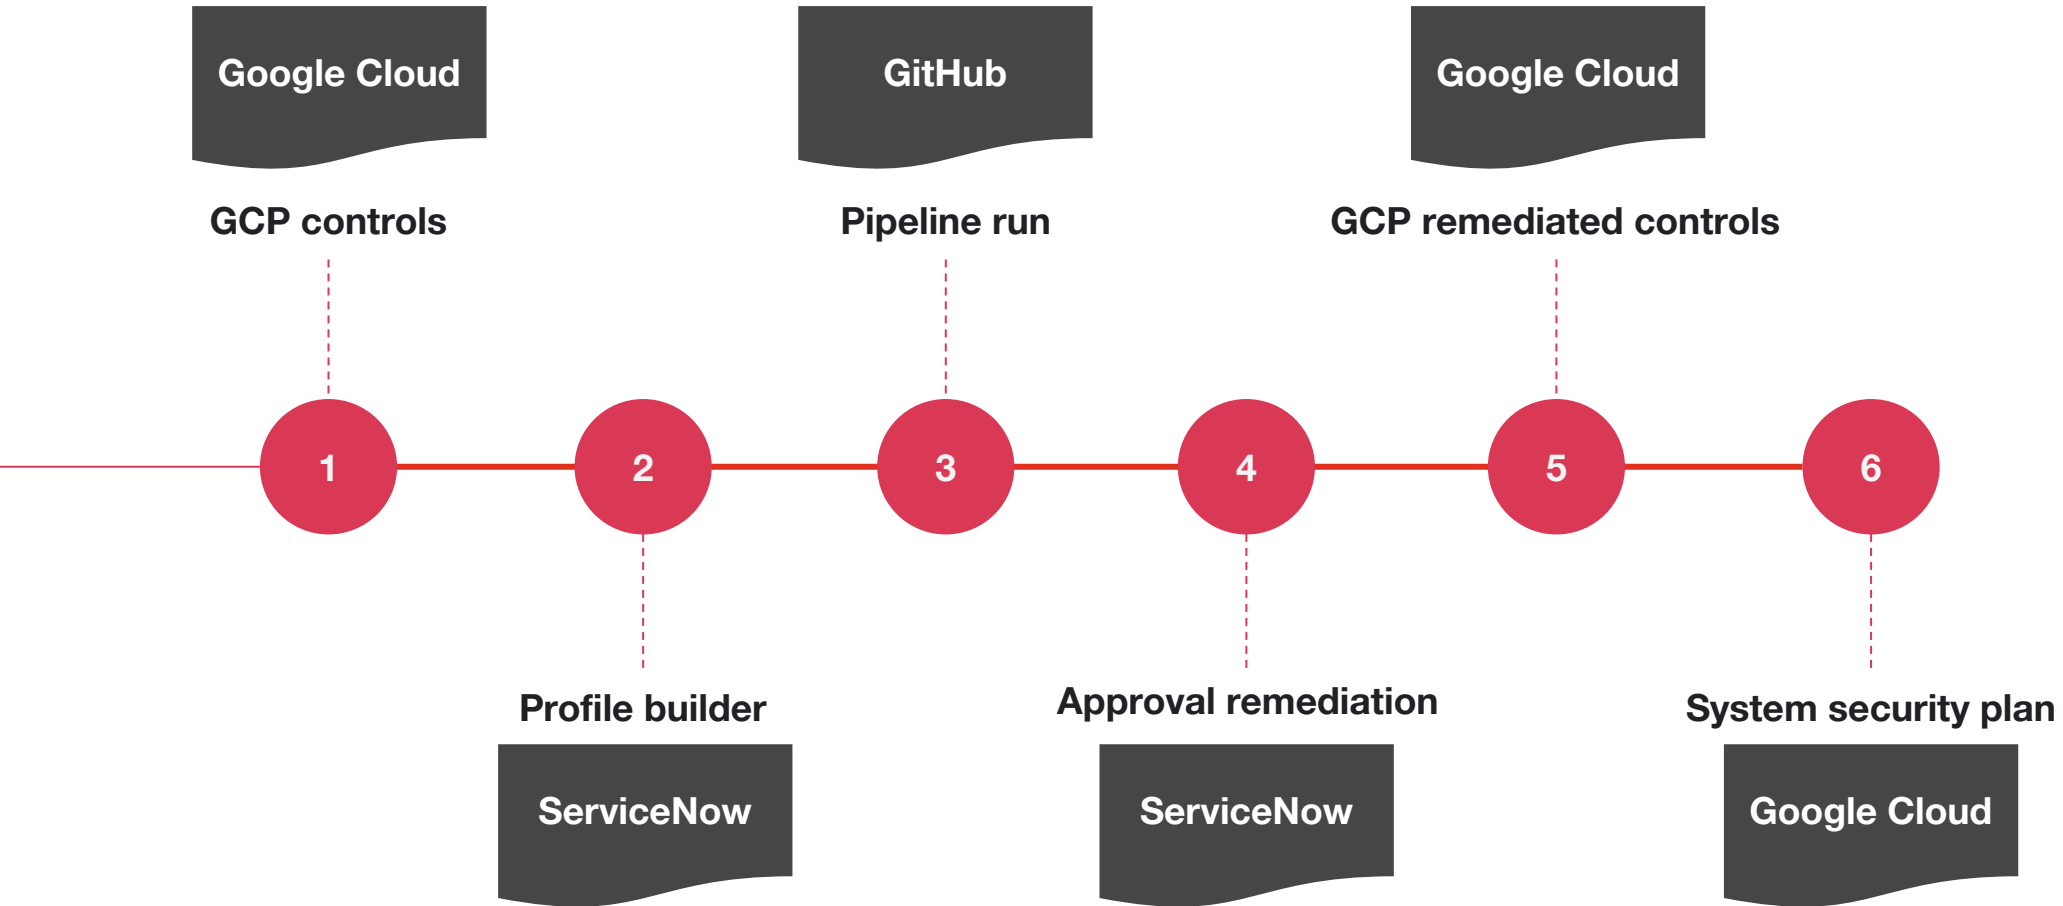 Google Cloud
GitHub
Google Cloud
GCP controls
Pipeline run
GCP remediated controls
1
2
3
4
5
6
Profile builder
Approval remediation
System security plan
ServiceNow
ServiceNow
Google Cloud